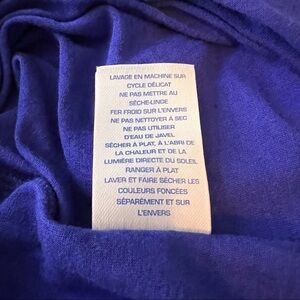 LAVAGE EN MACHINE SUR
CYCLE DÉLICAT
NE PAS METTRE AU
SÈCHE-LINGE
FER FROID SUR L'ENVERS
NE PAS NETTOYER À SEC
NE PAS UTILISER
D'EAU DE JAVEL
SÉCHER À PLAT, À L'ABRI DE
LA CHALEUR ET DE LA
LUMIÈRE DIRECTE DU SOLEIL
RANGER À PLAT
LAVER ET FAIRE SÉCHER LES
COULEURS FONCÉES
SÉPARÉMENT ET SUR
L'ENVERS